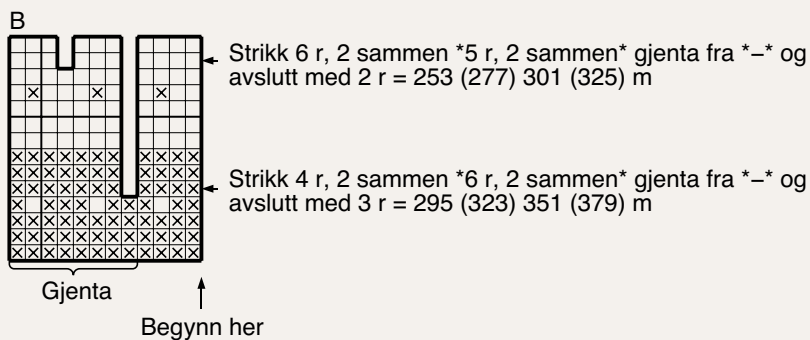 B
Strikk 6 r, 2 sammen *5 r, 2 sammen* gjenta fra *–* og
avslutt med 2 r = 253 (277) 301 (325) m
Strikk 4 r, 2 sammen *6 r, 2 sammen* gjenta fra *–* og
avslutt med 3 r = 295 (323) 351 (379) m
Gjenta
Begynn her